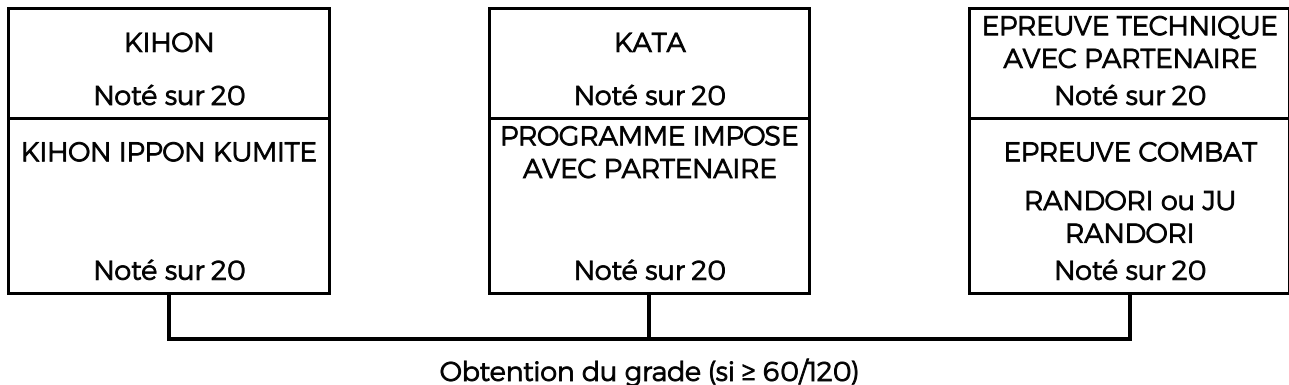 KIHON
Noté sur 20
KIHON IPPON KUMITE
Noté sur 20
KATA
Noté sur 20
PROGRAMME IMPOSE
AVEC PARTENAIRE
Noté sur 20
EPREUVE TECHNIQUE
AVEC PARTENAIRE
Noté sur 20
EPREUVE COMBAT
RANDORI ou JU
RANDORI
Noté sur 20
Obtention du grade (si ≥ 60/120)